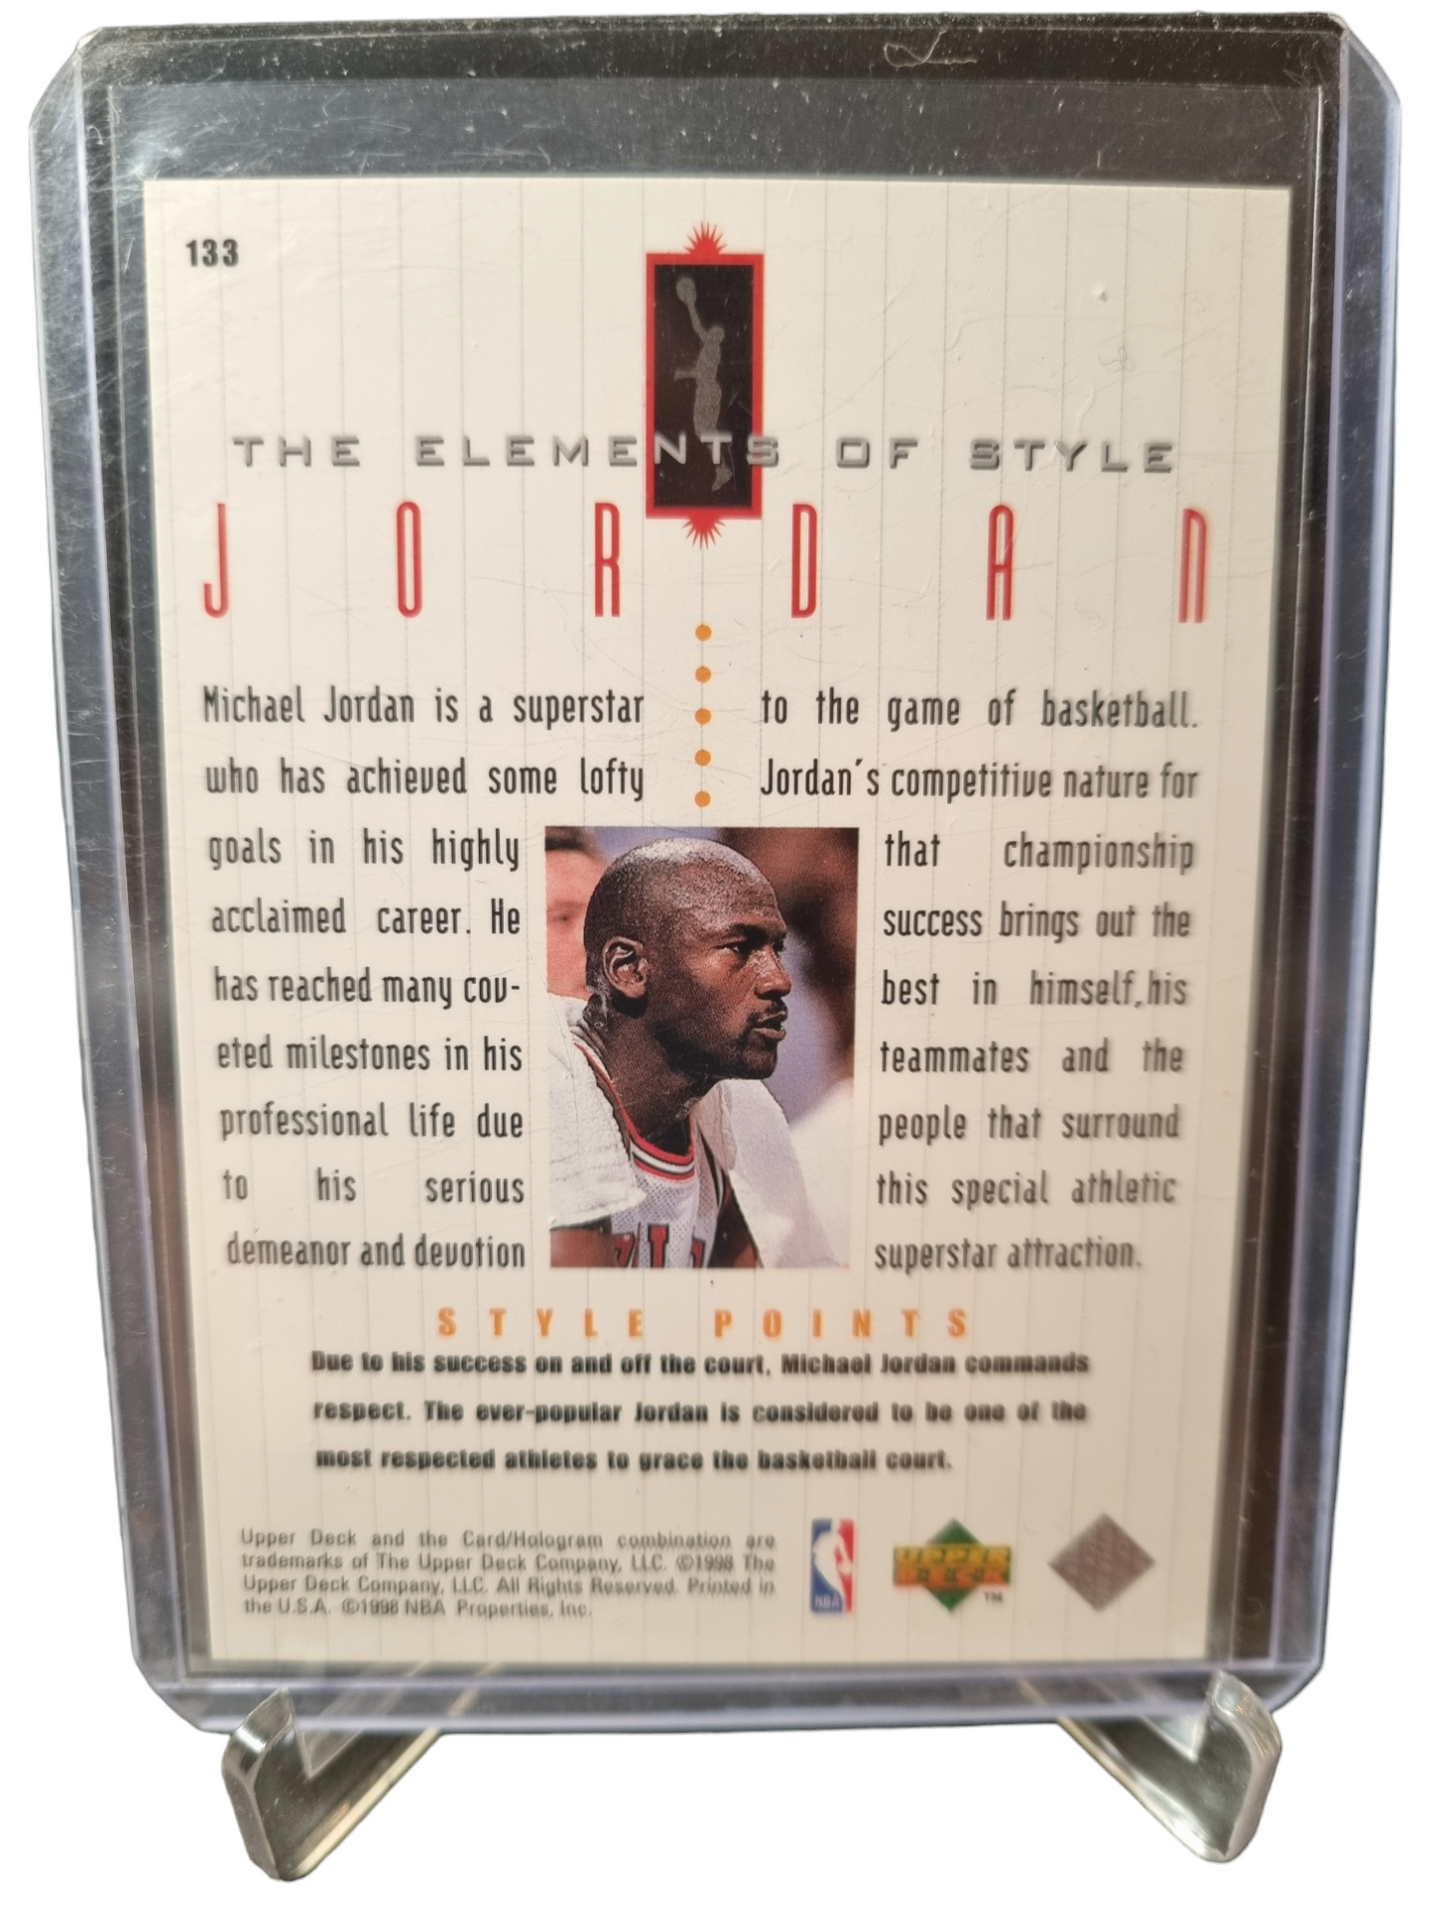 133
THE ELEMENTS OF STYLE
JORDAN
Michael Jordan is a superstar
who has achieved some lofty
goals in his highly
acclaimed career. He
has reached many cov-
eted milestones in his
professional life due
to his serious
demeanor and devotion
to the game of basketball.
Jordan's competitive nature for
that championship
success brings out the
best in himself,his
teammates and the
people that surround
this special athletic
superstar attraction.
STYLE POINTS
Due to his success on and off the court, Michael Jordan commands
respect. The ever-popular Jordan is considered to be one of the
most respected athletes to grace the basketball court.
Upper Deck and the Card/Hologram combination are
trademarks of The Upper Deck Company, LLC. ©1998 The
Upper Deck Company, LLC. All Rights Reserved. Printed in
the U.S.A. ©1998 NBA Properties, Inc.
NBA
UPPER
DECK
TM